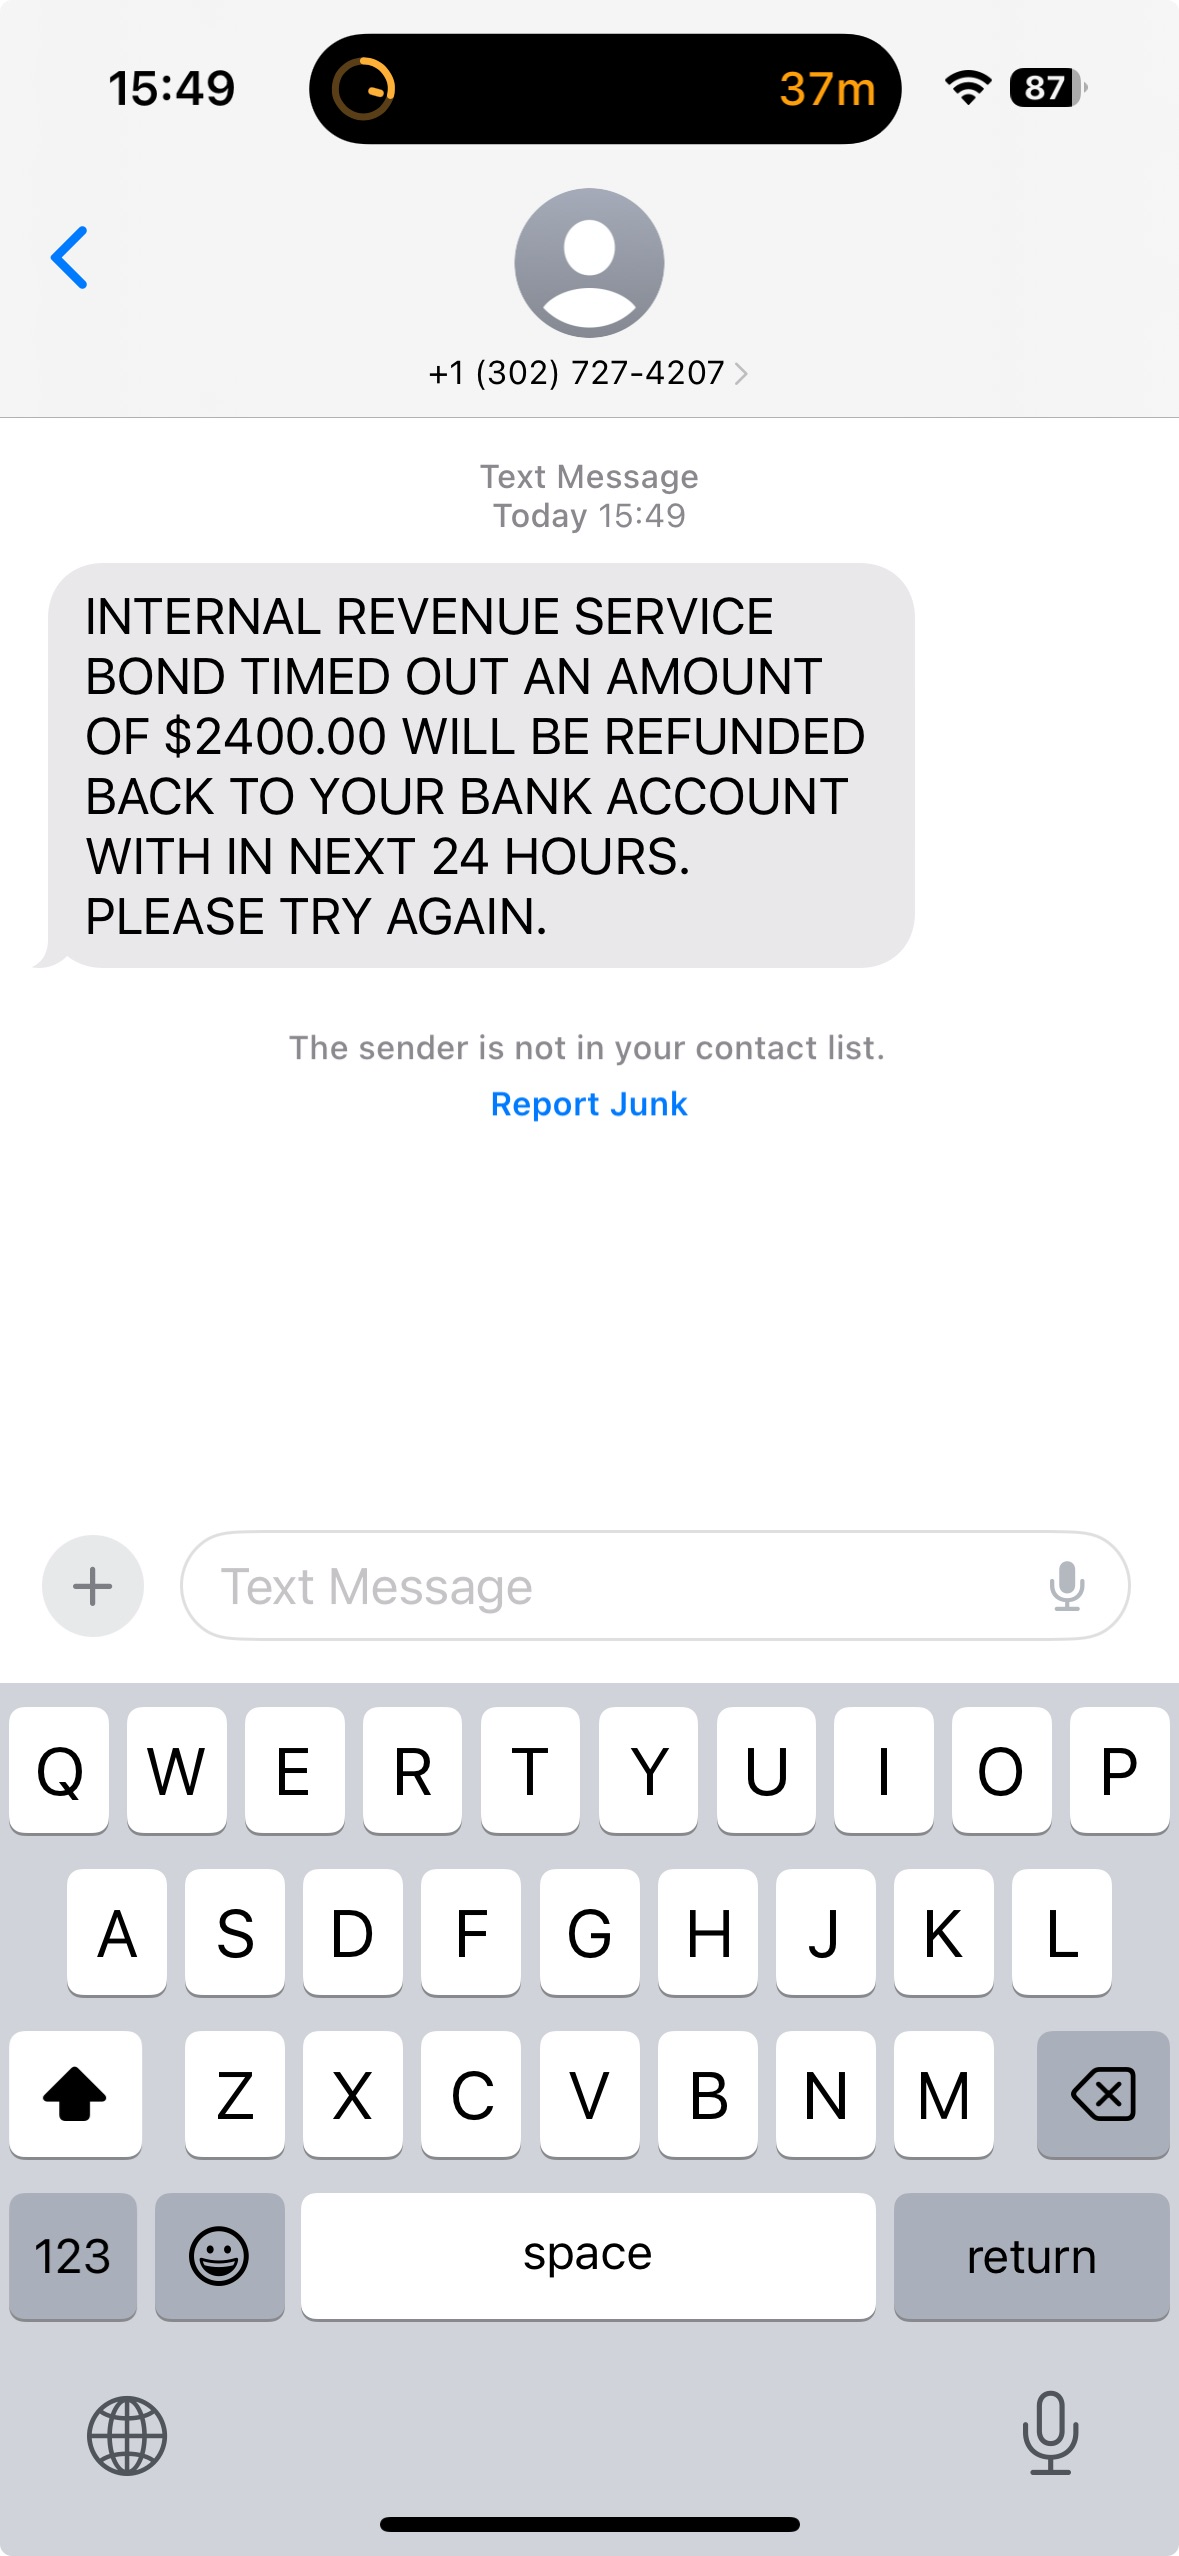 15:49 37m 87
+1 (302) 727-4207
Text Message
Today 15:49
INTERNAL REVENUE SERVICE
BOND TIMED OUT AN AMOUNT
OF $2400.00 WILL BE REFUNDED
BACK TO YOUR BANK ACCOUNT
WITH IN NEXT 24 HOURS.
PLEASE TRY AGAIN.
The sender is not in your contact list.
Report Junk
Text Message
Q W E R T Y U I O P
A S D F G H J K L
Z X C V B N M
123 space return